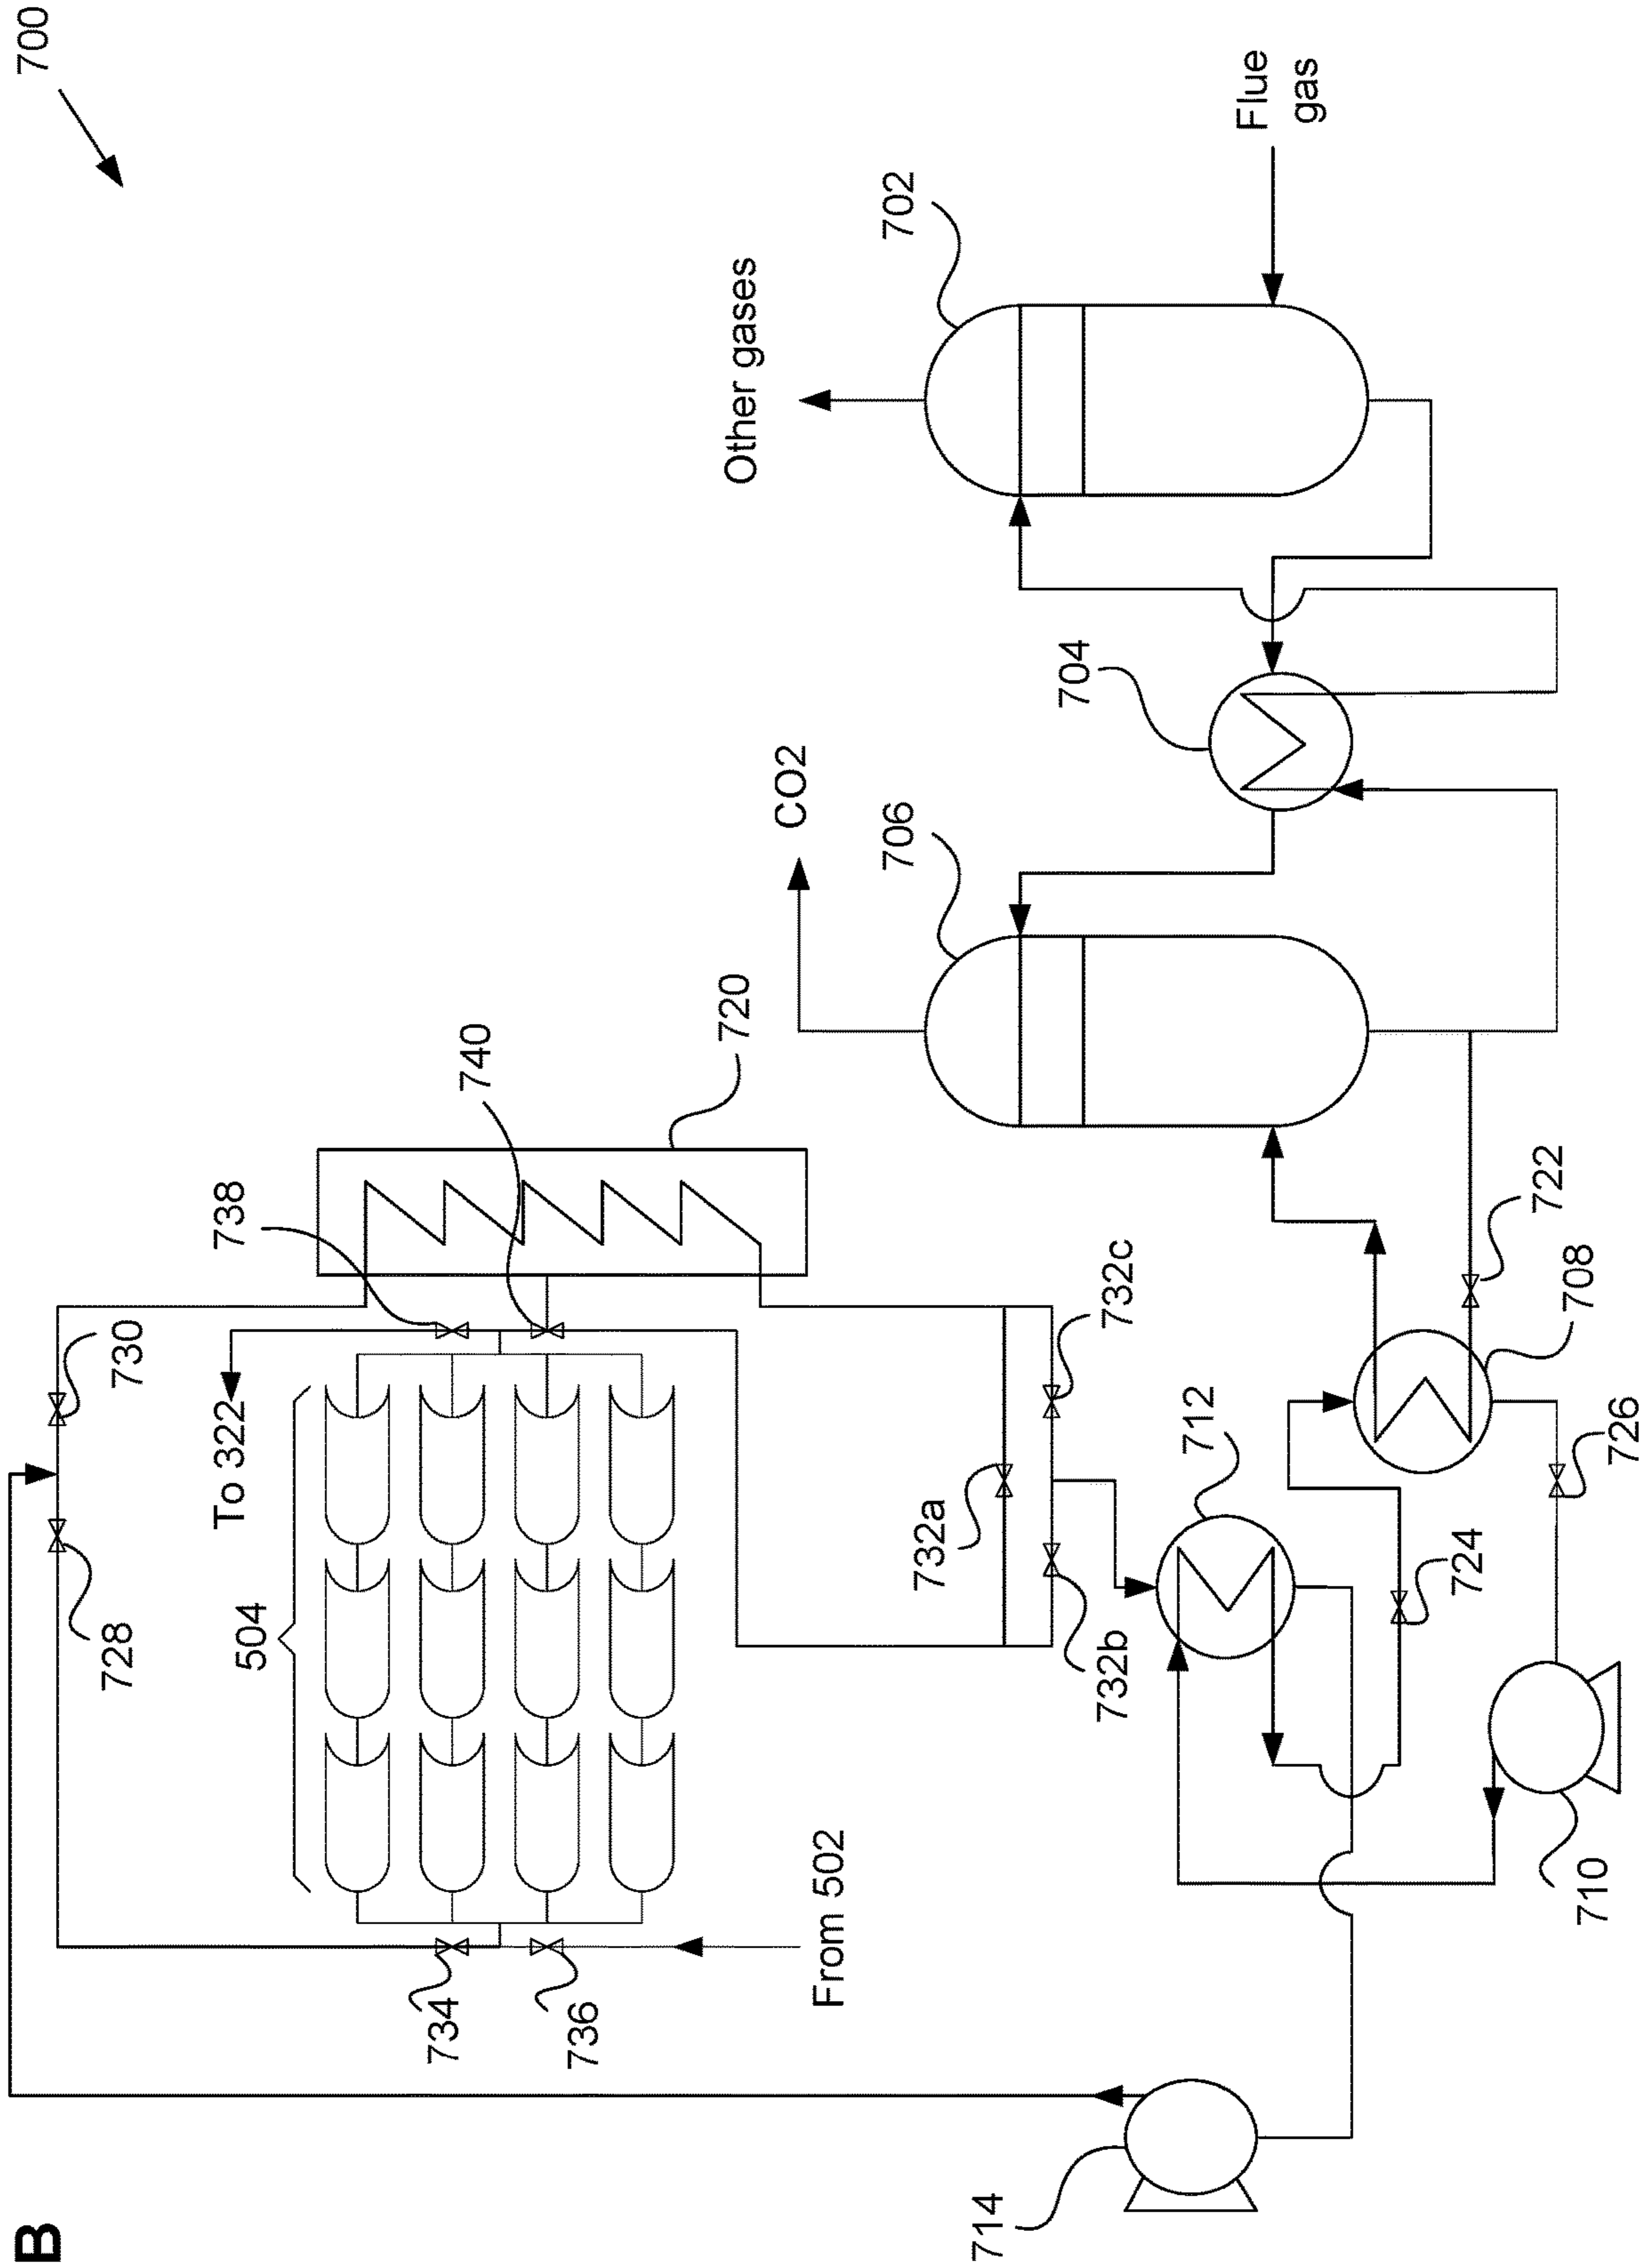 B
700
714
734
736
From 502
728
730
504
To 322
738
740
720
732a
732b
732c
712
710
724
726
708
722
CO2
706
704
Other gases
702
Flue
gas